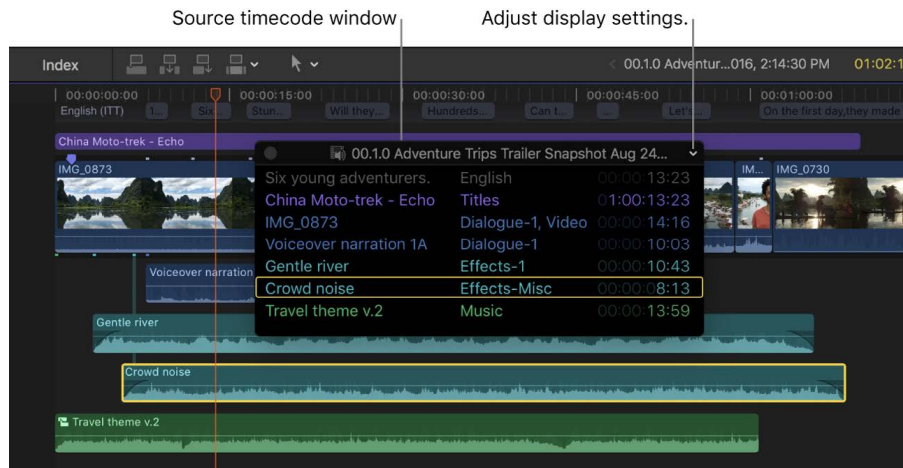 Source timecode window
Adjust display settings.
Index
00.1.0 Adventur...016, 2:14:30 PM
01:02:1
00:00:00:00
00:00:15:00
00:00:30:00
00:00:45:00
00:01:00:00
English (ITT)
1...
Six...
Stun...
Will they...
Hundreds...
Can t...
...
Let's...
On the first day, they made
China Moto-trek - Echo
00.1.0 Adventure Trips Trailer Snapshot Aug 24...
IMG_0873
IM...
IMG_0730
Six young adventurers. English 00:00:13:23
China Moto-trek - Echo Titles 01:00:13:23
IMG_0873 Dialogue-1, Video 00:00:14:16
Voiceover narration 1A Dialogue-1 00:00:10:03
Gentle river Effects-1 00:00:10:43
Crowd noise Effects-Misc 00:00:08:13
Travel theme v.2 Music 00:00:13:59
Voiceover narration
Gentle river
Crowd noise
Travel theme v.2